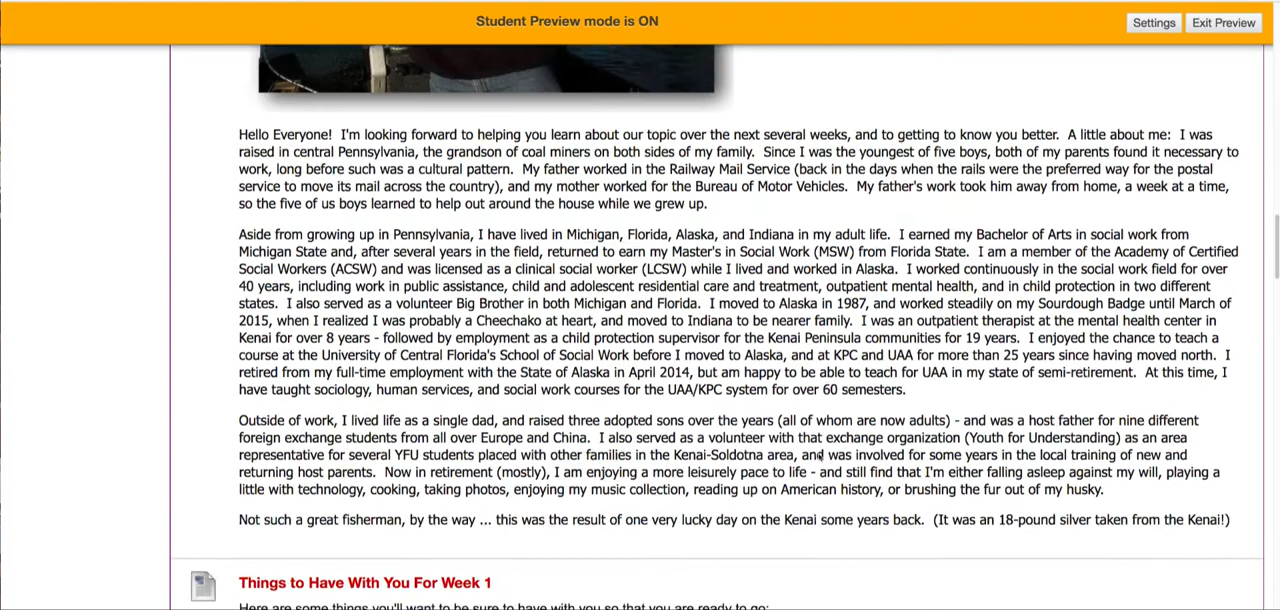 Student Preview mode is ON
Settings
Exit Preview
Hello Everyone!  I'm looking forward to helping you learn about our topic over the next several weeks, and to getting to know you better.  A little about me:  I was
raised in central Pennsylvania, the grandson of coal miners on both sides of my family.  Since I was the youngest of five boys, both of my parents found it necessary to
work, long before such was a cultural pattern.  My father worked in the Railway Mail Service (back in the days when the rails were the preferred way for the postal
service to move its mail across the country), and my mother worked for the Bureau of Motor Vehicles.  My father's work took him away from home, a week at a time,
so the five of us boys learned to help out around the house while we grew up.
Aside from growing up in Pennsylvania, I have lived in Michigan, Florida, Alaska, and Indiana in my adult life.  I earned my Bachelor of Arts in social work from
Michigan State and, after several years in the field, returned to earn my Master's in Social Work (MSW) from Florida State.  I am a member of the Academy of Certified
Social Workers (ACSW) and was licensed as a clinical social worker (LCSW) while I lived and worked in Alaska.  I worked continuously in the social work field for over
40 years, including work in public assistance, child and adolescent residential care and treatment, outpatient mental health, and in child protection in two different
states.  I also served as a volunteer Big Brother in both Michigan and Florida.  I moved to Alaska in 1987, and worked steadily on my Sourdough Badge until March of
2015, when I realized I was probably a Cheechako at heart, and moved to Indiana to be nearer family.  I was an outpatient therapist at the mental health center in
Kenai for over 8 years - followed by employment as a child protection supervisor for the Kenai Peninsula communities for 19 years.  I enjoyed the chance to teach a
course at the University of Central Florida's School of Social Work before I moved to Alaska, and at KPC and UAA for more than 25 years since having moved north.  I
retired from my full-time employment with the State of Alaska in April 2014, but am happy to be able to teach for UAA in my state of semi-retirement.  At this time, I
have taught sociology, human services, and social work courses for the UAA/KPC system for over 60 semesters.
Outside of work, I lived life as a single dad, and raised three adopted sons over the years (all of whom are now adults) - and was a host father for nine different
foreign exchange students from all over Europe and China.  I also served as a volunteer with that exchange organization (Youth for Understanding) as an area
representative for several YFU students placed with other families in the Kenai-Soldotna area, and was involved for some years in the local training of new and
returning host parents.  Now in retirement (mostly), I am enjoying a more leisurely pace to life - and still find that I'm either falling asleep against my will, playing a
little with technology, cooking, taking photos, enjoying my music collection, reading up on American history, or brushing the fur out of my husky.
Not such a great fisherman, by the way ... this was the result of one very lucky day on the Kenai some years back.  (It was an 18-pound silver taken from the Kenai!)
Things to Have With You For Week 1
Here are some things you'll want to be sure to have with you so that you are ready to go: